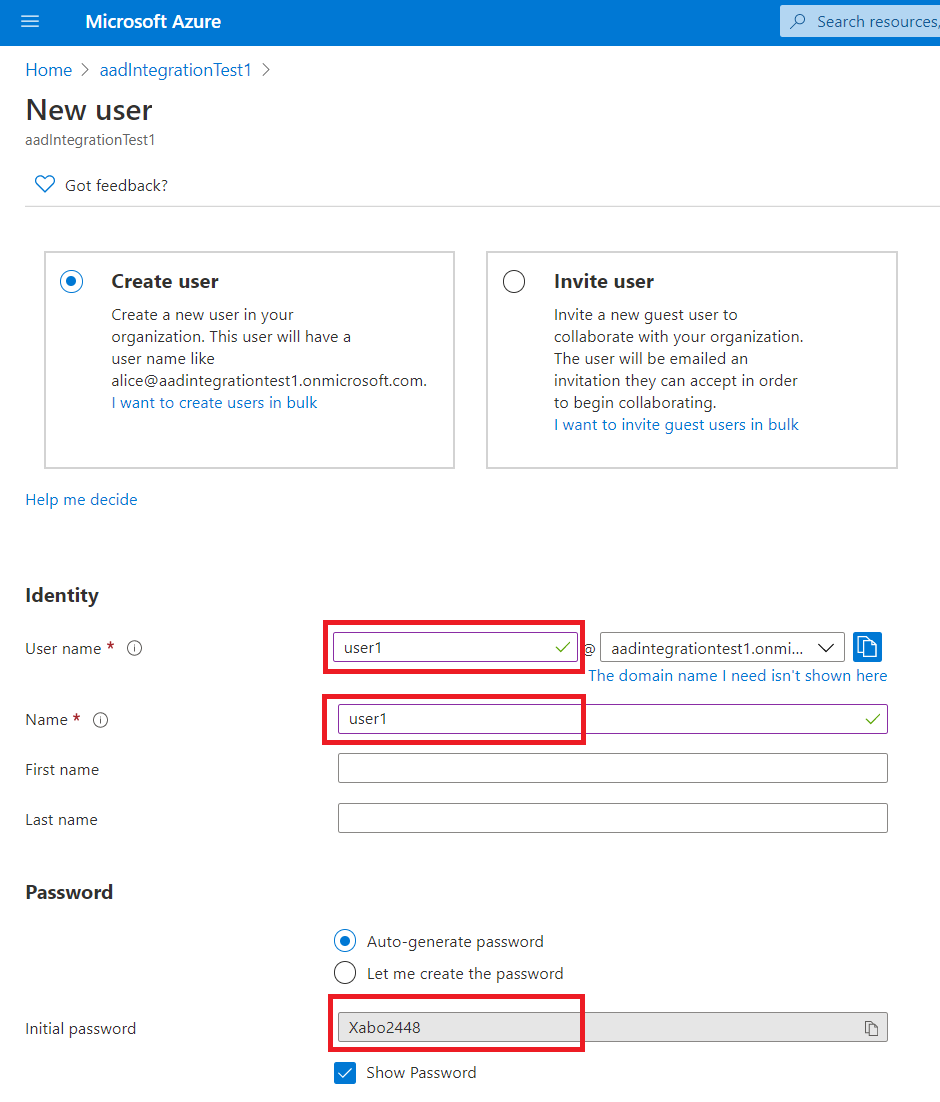 Microsoft Azure
Search resources,
Home > aadIntegrationTest1 >
New user
aadIntegrationTest1
Got feedback?
Create user
Create a new user in your
organization. This user will have a
user name like
alice@aadintegrationtest1.onmicrosoft.com.
I want to create users in bulk
Invite user
Invite a new guest user to
collaborate with your organization.
The user will be emailed an
invitation they can accept in order
to begin collaborating.
I want to invite guest users in bulk
Help me decide
Identity
User name *
user1
@
aadintegrationtest1.onmi...
The domain name I need isn't shown here
Name *
user1
First name
Last name
Password
Auto-generate password
Let me create the password
Initial password
Xabo2448
Show Password